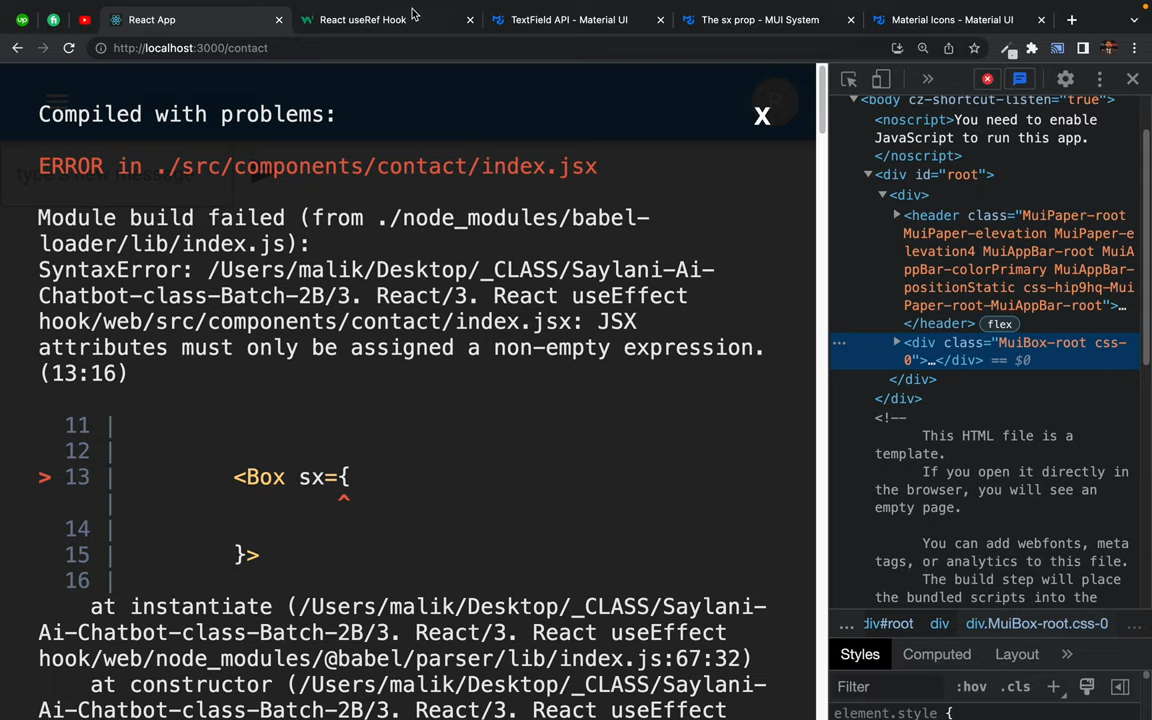 React App
React useRef Hook
TextField API - Material UI
The sx prop - MUI System
Material Icons - Material UI
http://localhost:3000/contact
Compiled with problems:
X
ERROR in ./src/components/contact/index.jsx
type a new message
Module build failed (from ./node_modules/babel-
loader/lib/index.js):
SyntaxError: /Users/malik/Desktop/_CLASS/Saylani-Ai-
Chatbot-class-Batch-2B/3. React/3. React useEffect
hook/web/src/components/contact/index.jsx: JSX
attributes must only be assigned a non-empty expression.
(13:16)
11 |
12 |
> 13 |         <Box sx={
|                 ^
14 |
15 |         }>
16 |
at instantiate (/Users/malik/Desktop/_CLASS/Saylani-
Ai-Chatbot-class-Batch-2B/3. React/3. React useEffect
hook/web/node_modules/@babel/parser/lib/index.js:67:32)
at constructor (/Users/malik/Desktop/_CLASS/Saylani-
Ai-Chatbot-class-Batch-2B/3. React/3. React useEffect
<body cz-shortcut-listen="true">
<noscript>You need to enable
JavaScript to run this app.
</noscript>
<div id="root">
<div>
<header class="MuiPaper-root
MuiPaper-elevation MuiPaper-e
levation4 MuiAppBar-root MuiA
ppBar-colorPrimary MuiAppBar-
positionStatic css-hip9hq-Mui
Paper-root-MuiAppBar-root">…
</header> flex
<div class="MuiBox-root css-
0">…</div> == $0
</div>
</div>
<!--
This HTML file is a
template.
If you open it directly in
the browser, you will see an
empty page.
You can add webfonts, meta
tags, or analytics to this file.
The build step will place
the bundled scripts into the
... div#root div div.MuiBox-root.css-0 ...
Styles Computed Layout
Filter :hov .cls
element.style {